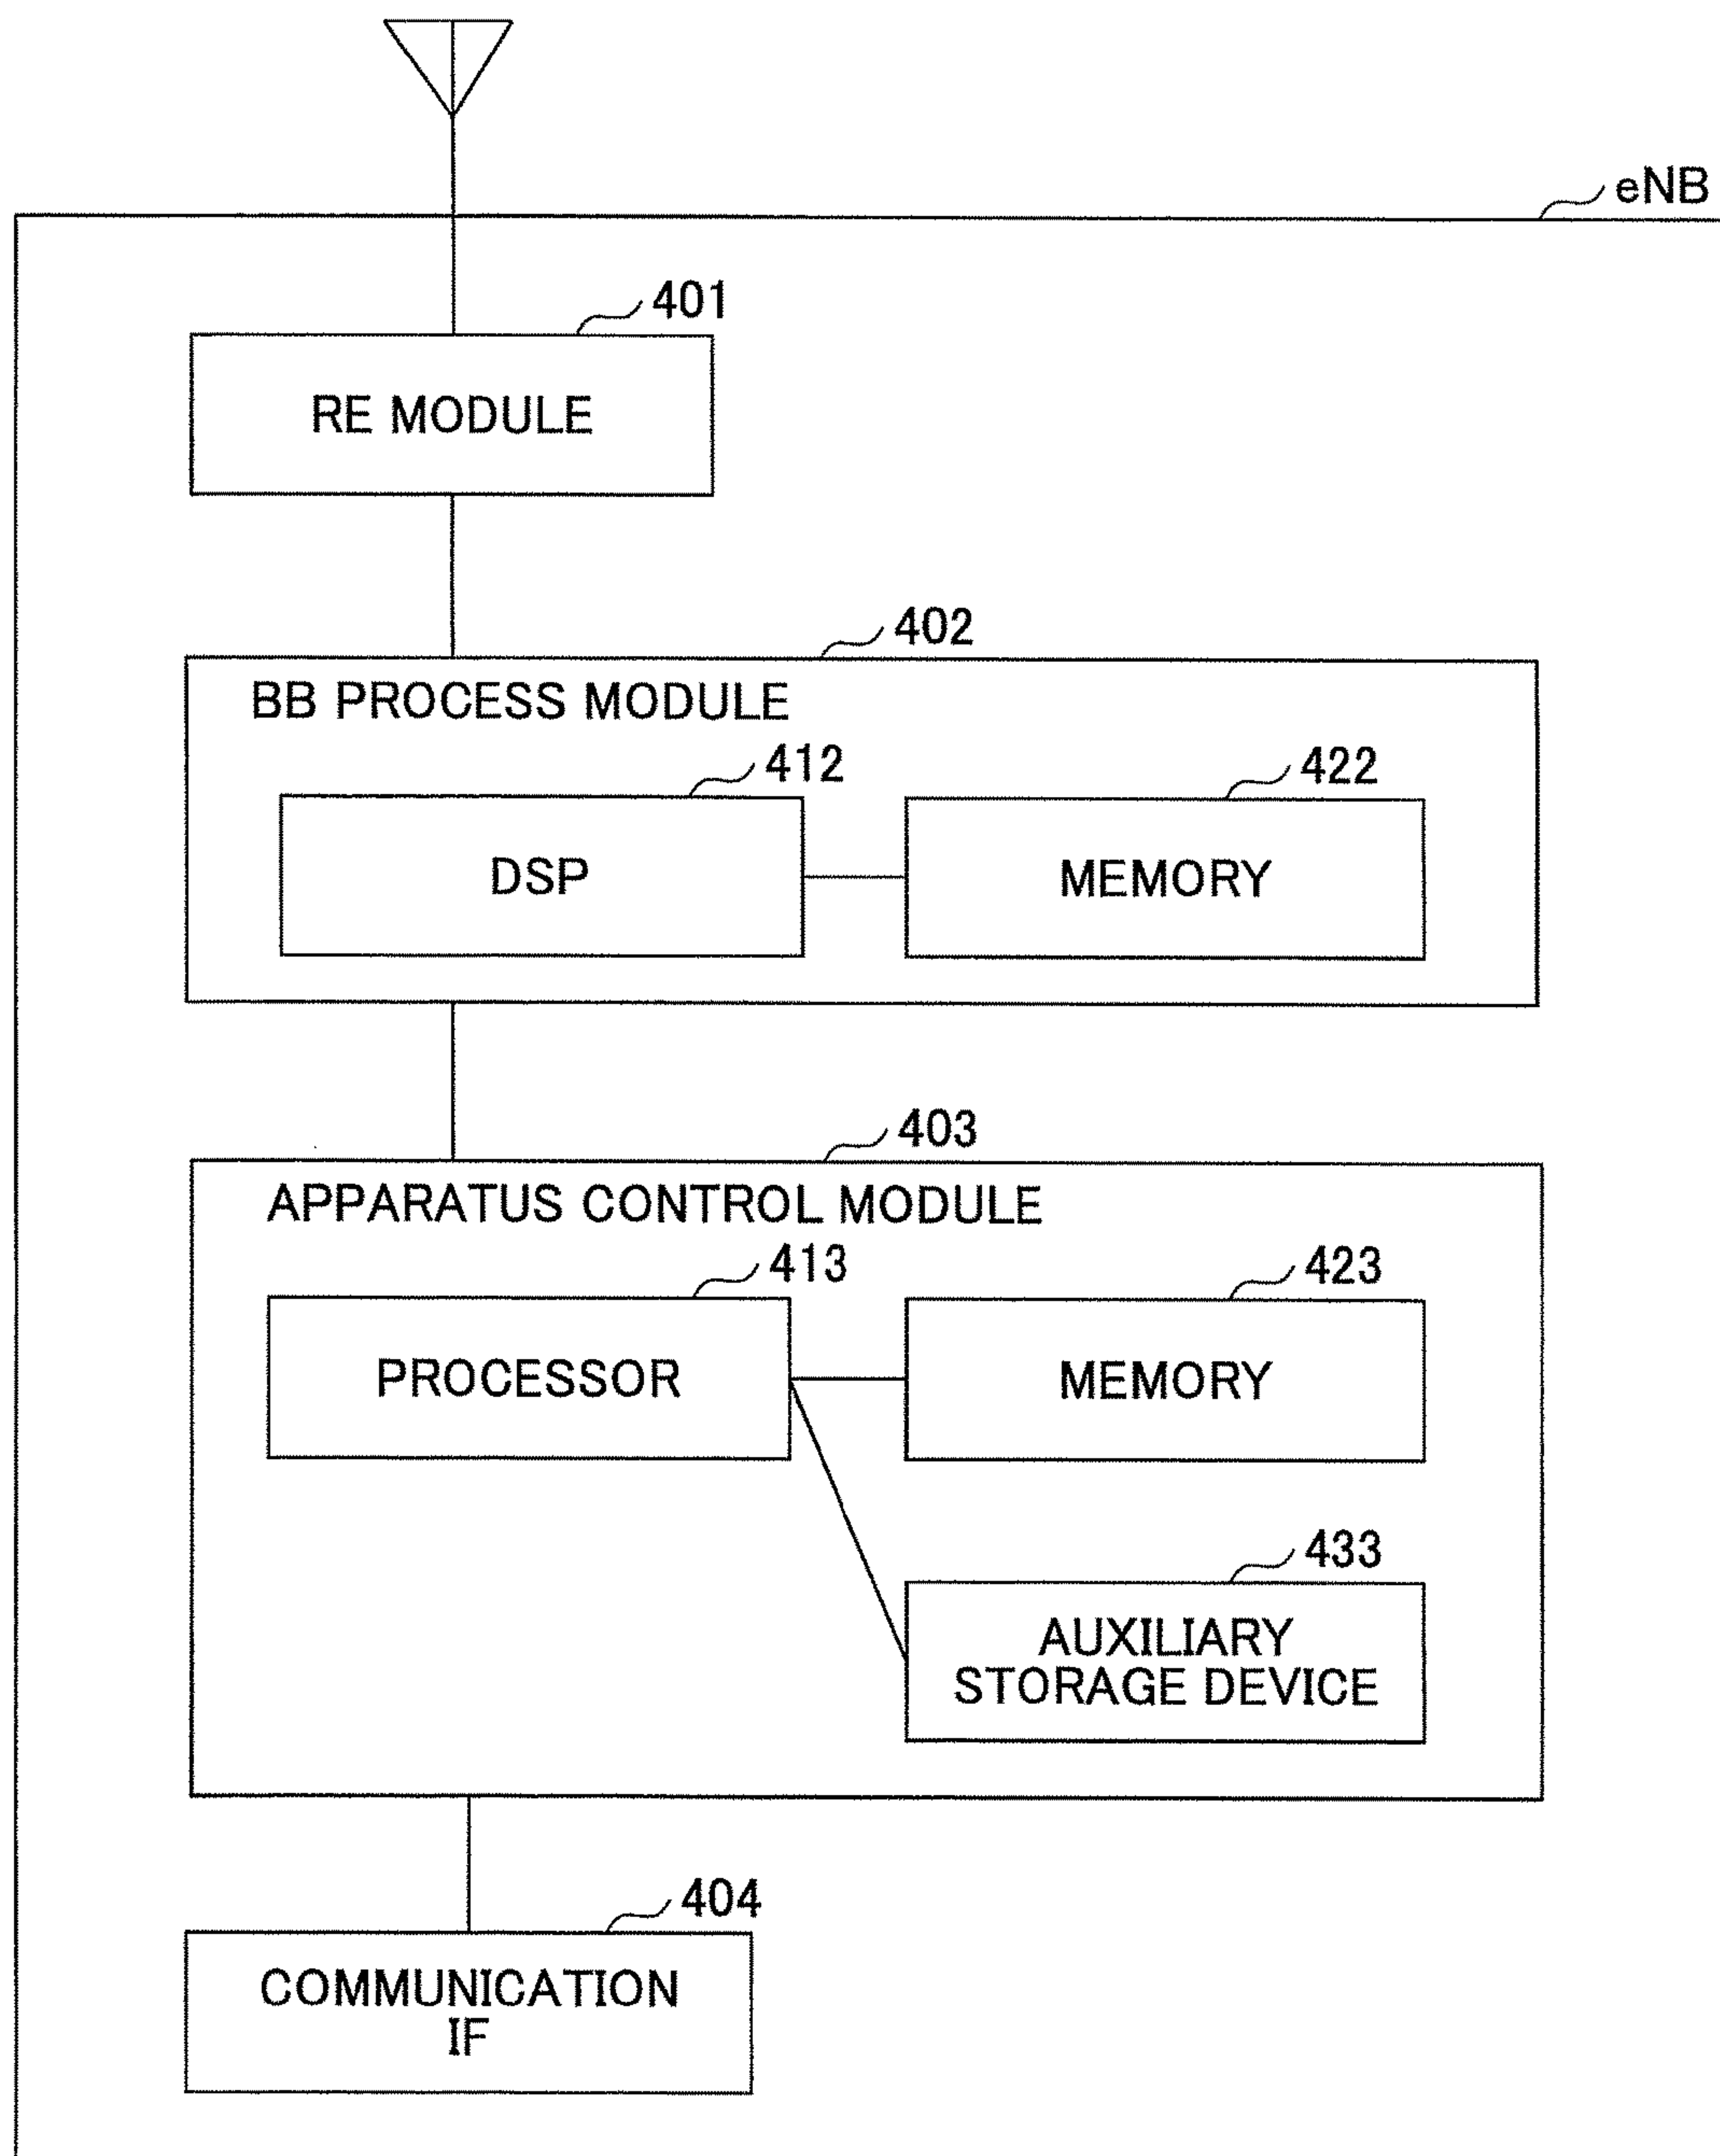 eNB
401
RE MODULE
402
BB PROCESS MODULE
412
422
DSP
MEMORY
403
APPARATUS CONTROL MODULE
413
423
PROCESSOR
MEMORY
433
AUXILIARY
STORAGE DEVICE
404
COMMUNICATION
IF